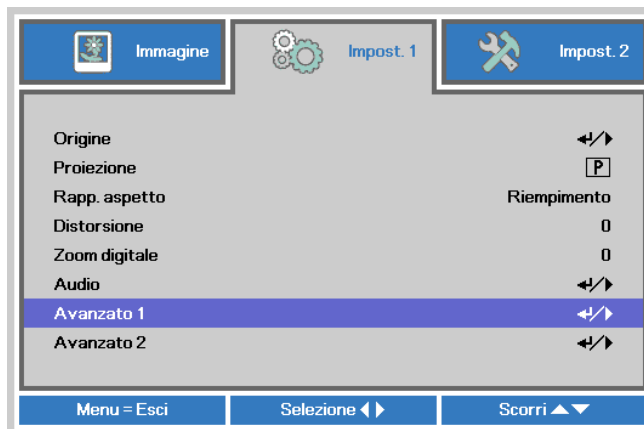 Immagine Impost. 1 Impost. 2
Origine
Proiezione P
Rapp. aspetto Riempimento
Distorsione 0
Zoom digitale 0
Audio
Avanzato 1
Avanzato 2
Menu = Esci Selezione Scorri